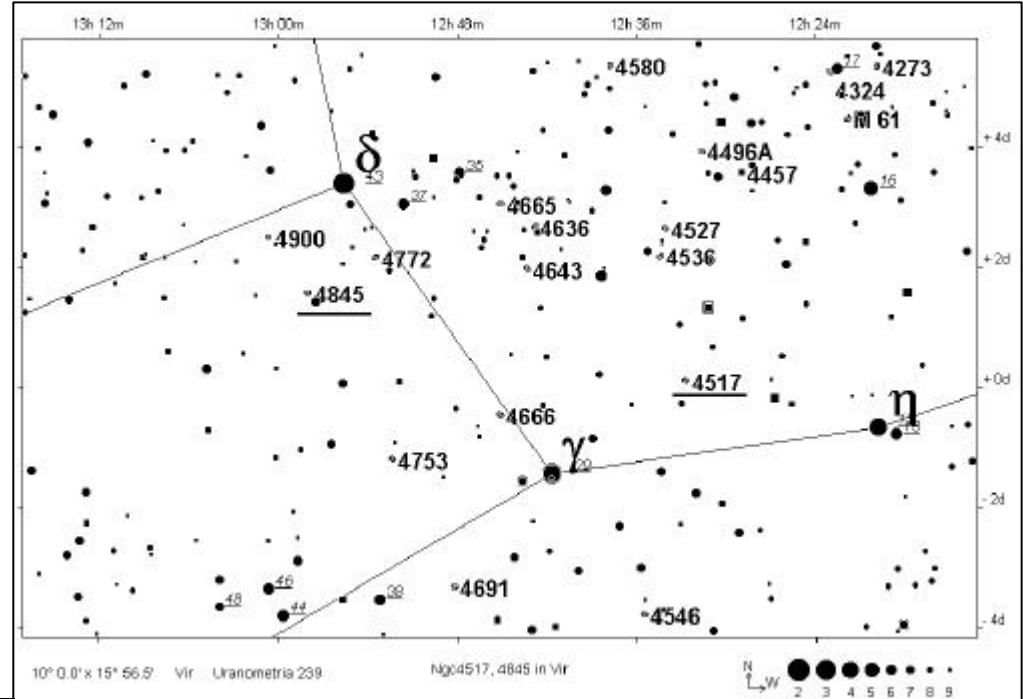 13h 12m 13h 00m 12h 48m 12h 36m 12h 24m
4580
17 4273
4324
M 61
+4d
δ
43
35
4496A
4457
16
37
4665
4636
4527
4900
4772
4643
4536
+2d
4845
4517
+0d
η
4666
γ
4753
- 2d
46
48
44
38
4691
4546
- 4d
10° 0.0' x 15° 56.5' Vir Uranometria 239 Ngc4517, 4845 in Vir
N
W
2 3 4 5 6 7 8 9